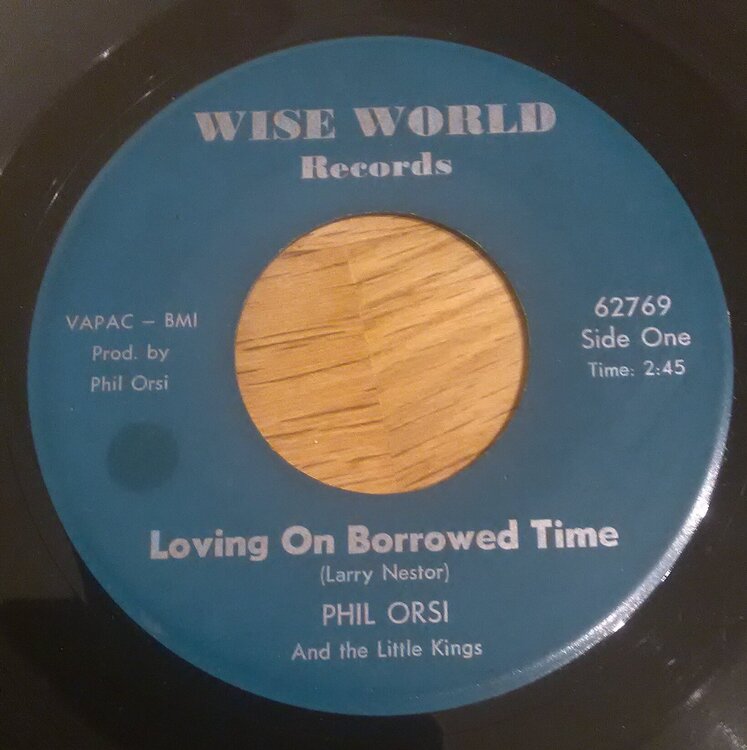 WISE WORLD
Records
VAPAC – BMI
Prod. by
Phil Orsi
62769
Side One
Time: 2:45
Loving On Borrowed Time
(Larry Nestor)
PHIL ORSI
And the Little Kings